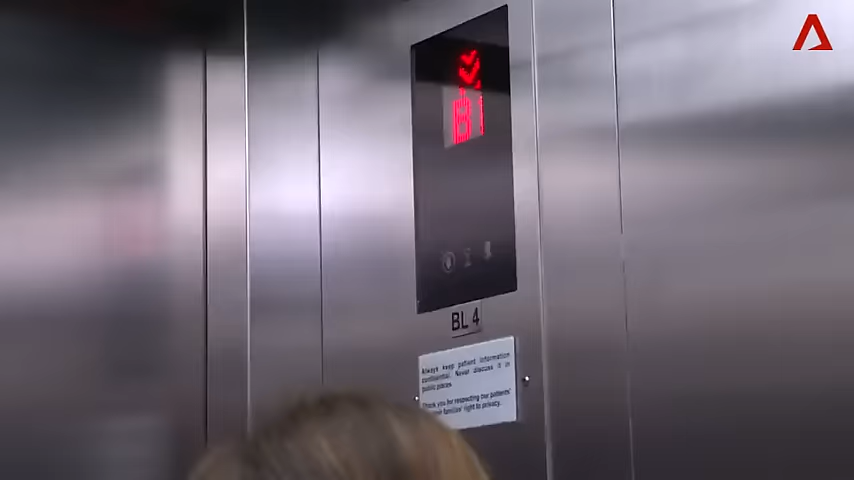 B1
BL 4
Always keep patient information
confidential. Never discuss it in
public places.
Thank you for respecting our patients'
their families' right to privacy.